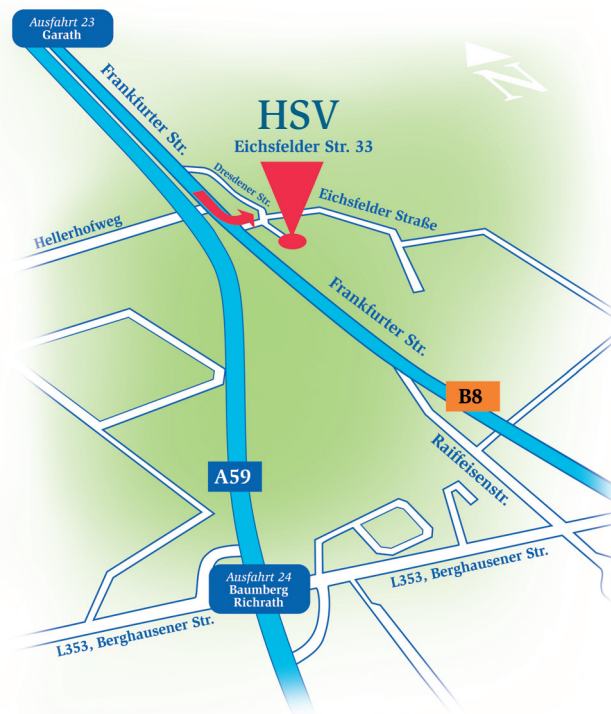 Ausfahrt 23
Garath
N
Frankfurter Str.
HSV
Eichsfelder Str. 33
Dresdener Str.
Eichsfelder Straße
Hellerhofweg
Frankfurter Str.
B8
Raiffeisenstr.
A59
Ausfahrt 24
Baumberg
Richrath
L353, Berghausener Str.
L353, Berghausener Str.